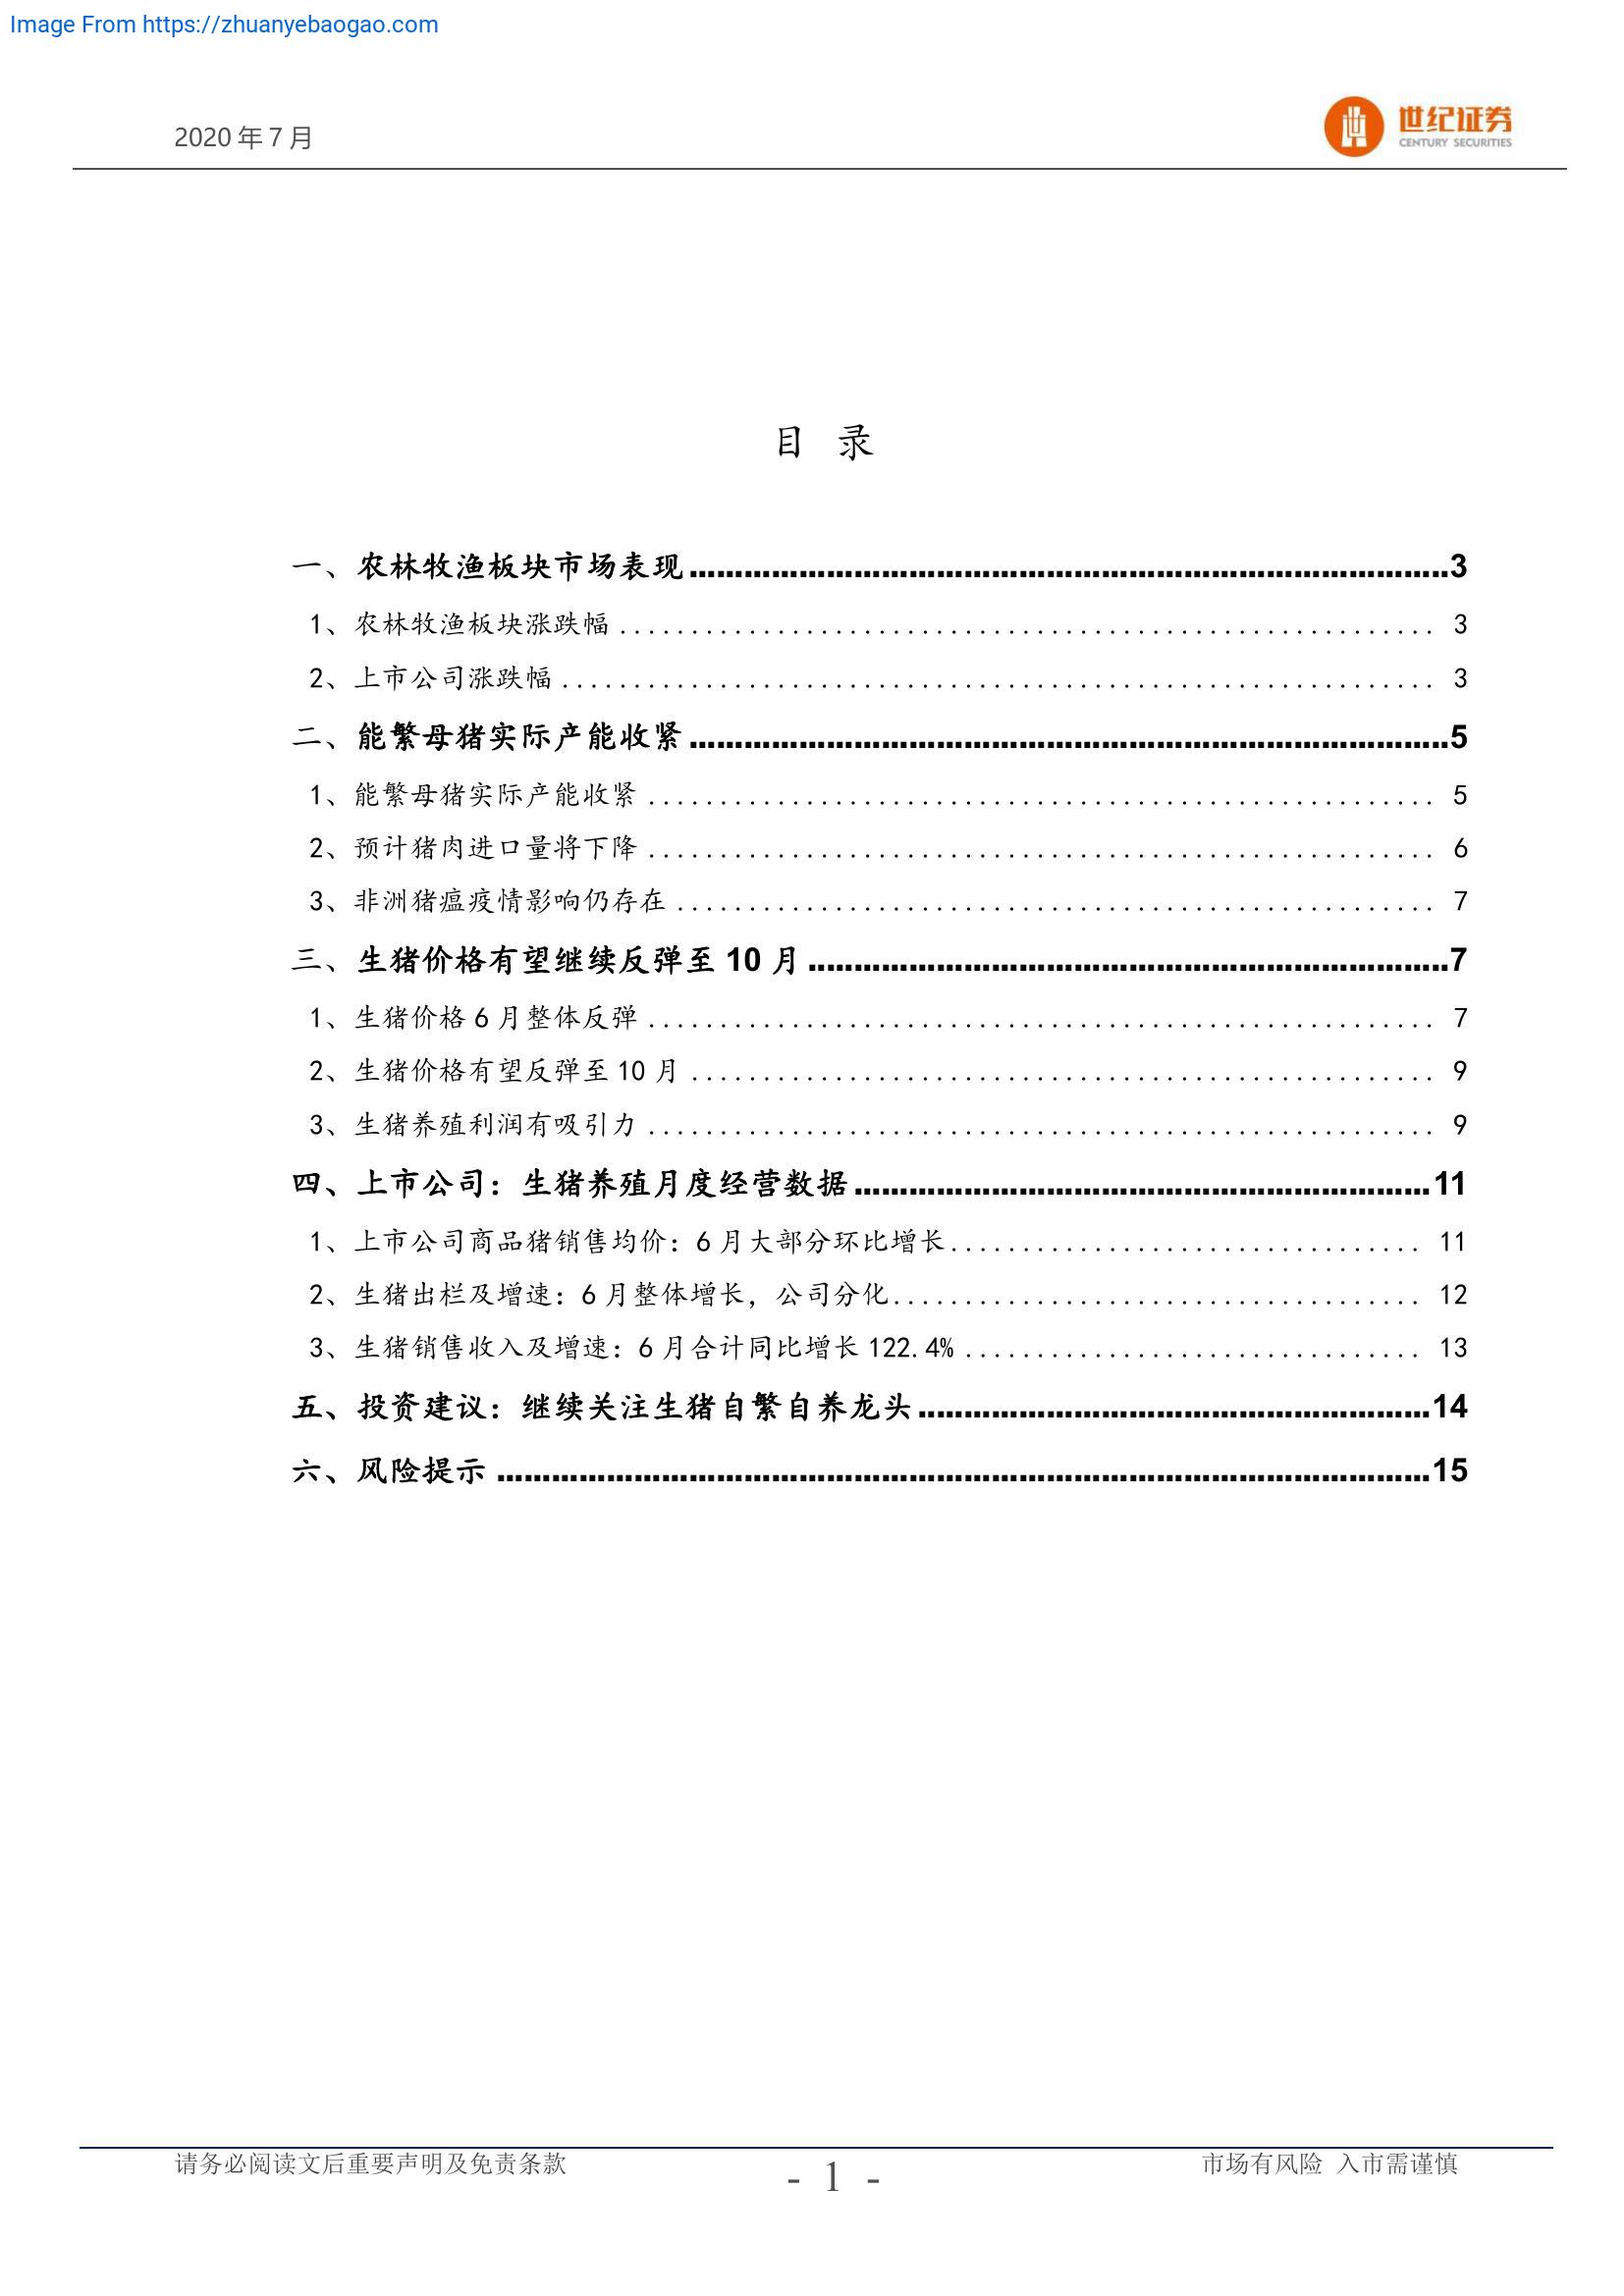 Image From https://zhuanyebaogao.com
2020年7月
世纪证券
CENTURY SECURITIES
目 录
一、农林牧渔板块市场表现........................................3
1、农林牧渔板块涨跌幅........................................ 3
2、上市公司涨跌幅........................................ 3
二、能繁母猪实际产能收紧........................................5
1、能繁母猪实际产能收紧........................................ 5
2、预计猪肉进口量将下降........................................ 6
3、非洲猪瘟疫情影响仍存在........................................ 7
三、生猪价格有望继续反弹至 10 月........................................7
1、生猪价格 6 月整体反弹........................................ 7
2、生猪价格有望反弹至 10 月........................................ 9
3、生猪养殖利润有吸引力........................................ 9
四、上市公司：生猪养殖月度经营数据........................................11
1、上市公司商品猪销售均价：6 月大部分环比增长........................................ 11
2、生猪出栏及增速：6 月整体增长，公司分化........................................ 12
3、生猪销售收入及增速：6 月合计同比增长 122.4%........................................ 13
五、投资建议：继续关注生猪自繁自养龙头........................................14
六、风险提示........................................15
请务必阅读文后重要声明及免责条款
- 1 -
市场有风险 入市需谨慎